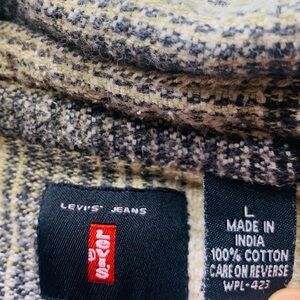 LEVI'S® JEANS
Levi's
L
MADE IN
INDIA
100% COTTON
CARE ON REVERSE
WPL-423